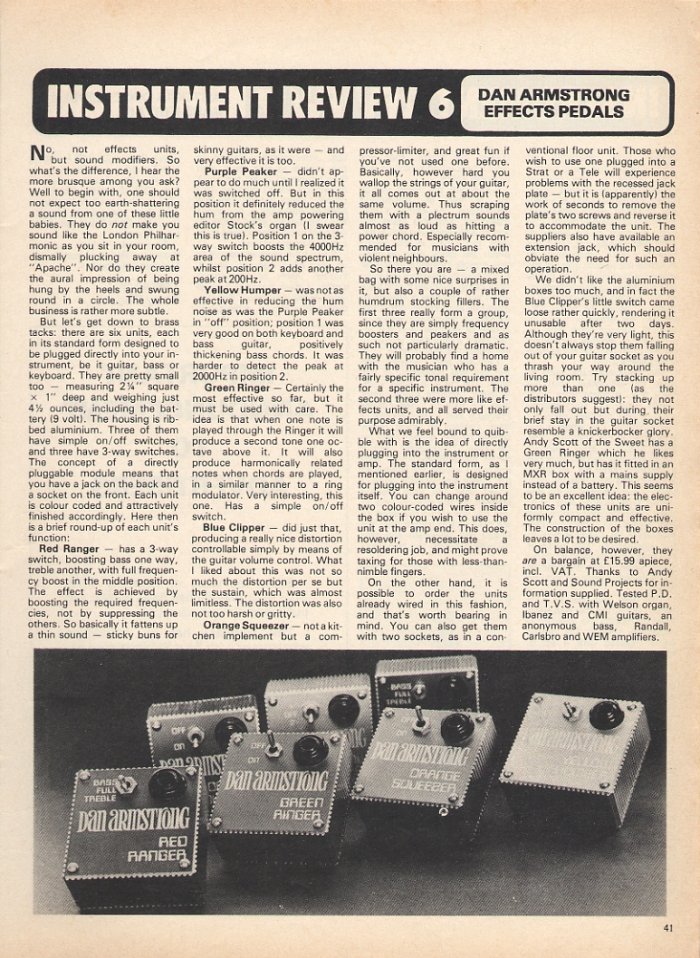 INSTRUMENT REVIEW 6
DAN ARMSTRONG
EFFECTS PEDALS
No, not effects units,
but sound modifiers. So
what's the difference, I hear the
more brusque among you ask?
Well to begin with, one should
not expect too earth-shattering
a sound from one of these little
babies. They do not make you
sound like the London Philhar-
monic as you sit in your room,
dismally plucking away at
"Apache". Nor do they create
the aural impression of being
hung by the heels and swung
round in a circle. The whole
business is rather more subtle.
But let's get down to brass
tacks: there are six units, each
in its standard form designed to
be plugged directly into your in-
strument, be it guitar, bass or
keyboard. They are pretty small
too — measuring 2¼" square
× 1" deep and weighing just
4½ ounces, including the bat-
tery (9 volt). The housing is rib-
bed aluminium. Three of them
have simple on/off switches,
and three have 3-way switches.
The concept of a directly
pluggable module means that
you have a jack on the back and
a socket on the front. Each unit
is colour coded and attractively
finished accordingly. Here then
is a brief round-up of each unit's
function:
Red Ranger — has a 3-way
switch, boosting bass one way,
treble another, with full frequen-
cy boost in the middle position.
The effect is achieved by
boosting the required frequen-
cies, not by suppressing the
others. So basically it fattens up
a thin sound — sticky buns for
skinny guitars, as it were — and
very effective it is too.
Purple Peaker — didn't ap-
pear to do much until I realized it
was switched off. But in this
position it definitely reduced the
hum from the amp powering
editor Stock's organ (I swear
this is true). Position 1 on the 3-
way switch boosts the 4000Hz
area of the sound spectrum,
whilst position 2 adds another
peak at 200Hz.
Yellow Humper — was not as
effective in reducing the hum
noise as was the Purple Peaker
in "off" position; position 1 was
very good on both keyboard and
bass guitar, positively
thickening bass chords. It was
harder to detect the peak at
2000Hz in position 2.
Green Ringer — Certainly the
most effective so far, but it
must be used with care. The
idea is that when one note is
played through the Ringer it will
produce a second tone one oc-
tave above it. It will also
produce harmonically related
notes when chords are played,
in a similar manner to a ring
modulator. Very interesting, this
one. Has a simple on/off
switch.
Blue Clipper — did just that,
producing a really nice distortion
controllable simply by means of
the guitar volume control. What
I liked about this was not so
much the distortion per se but
the sustain, which was almost
limitless. The distortion was also
not too harsh or gritty.
Orange Squeezer — not a kit-
chen implement but a com-
pressor-limiter, and great fun if
you've not used one before.
Basically, however hard you
wallop the strings of your guitar,
it all comes out at about the
same volume. Thus scraping
them with a plectrum sounds
almost as loud as hitting a
power chord. Especially recom-
mended for musicians with
violent neighbours.
So there you are — a mixed
bag with some nice surprises in
it, but also a couple of rather
humdrum stocking fillers. The
first three really form a group,
since they are simply frequency
boosters and peakers and as
such not particularly dramatic.
They will probably find a home
with the musician who has a
fairly specific tonal requirement
for a specific instrument. The
second three were more like ef-
fects units, and all served their
purpose admirably.
What we feel bound to quib-
ble with is the idea of directly
plugging into the instrument or
amp. The standard form, as I
mentioned earlier, is designed
for plugging into the instrument
itself. You can change around
two colour-coded wires inside
the box if you wish to use the
unit at the amp end. This does,
however, necessitate a
resoldering job, and might prove
taxing for those with less-than-
nimble fingers.
On the other hand, it is
possible to order the units
already wired in this fashion,
and that's worth bearing in
mind. You can also get them
with two sockets, as in a con-
ventional floor unit. Those who
wish to use one plugged into a
Strat or a Tele will experience
problems with the recessed jack
plate — but it is (apparently) the
work of seconds to remove the
plate's two screws and reverse it
to accommodate the unit. The
suppliers also have available an
extension jack, which should
obviate the need for such an
operation.
We didn't like the aluminium
boxes too much, and in fact the
Blue Clipper's little switch came
loose rather quickly, rendering it
unusable after two days.
Although they're very light, this
doesn't always stop them falling
out of your guitar socket as you
thrash your way around the
living room. Try stacking up
more than one (as the
distributors suggest): they not
only fall out but during their
brief stay in the guitar socket
resemble a knickerbocker glory.
Andy Scott of the Sweet has a
Green Ringer which he likes
very much, but has it fitted in an
MXR box with a mains supply
instead of a battery. This seems
to be an excellent idea: the elec-
tronics of these units are uni-
formly compact and effective.
The construction of the boxes
leaves a lot to be desired.
On balance, however, they
are a bargain at £15.99 apiece,
incl. VAT. Thanks to Andy
Scott and Sound Projects for in-
formation supplied. Tested P.D.
and T.V.S. with Welson organ,
Ibanez and CMI guitars, an
anonymous bass, Randall,
Carlsbro and WEM amplifiers.
BASS
FULL
TREBLE
OFF
ON
DAN ARMSTRONG
OFF
ON
DAN ARMSTRONG
GREEN
RINGER
ON
DAN ARMSTRONG
ORANGE
SQUEEZER
BASS
FULL
TREBLE
DAN ARMSTRONG
RED
RANGER
41